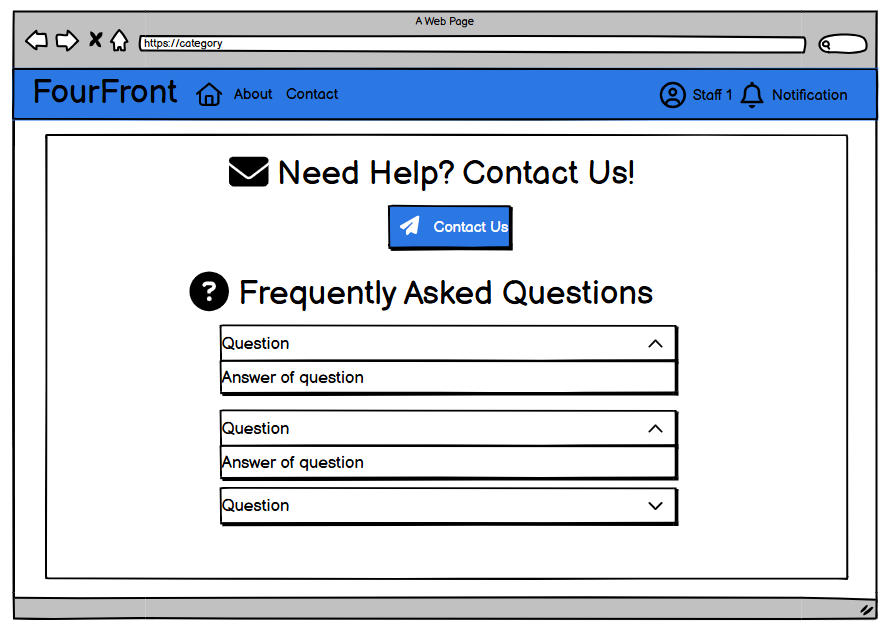 A Web Page
https://category
FourFront About Contact Staff 1 Notification
Need Help? Contact Us!
Contact Us
? Frequently Asked Questions
Question
Answer of question
Question
Answer of question
Question